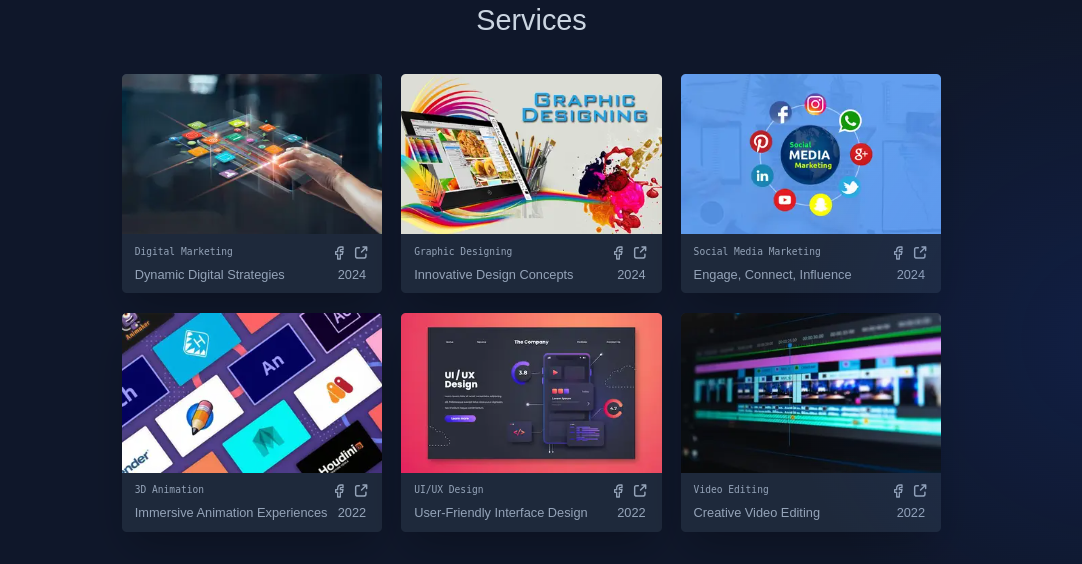 Services
GRAPHIC
DESIGNING
Social
MEDIA
Marketing
Digital Marketing
Dynamic Digital Strategies 2024
Graphic Designing
Innovative Design Concepts 2024
Social Media Marketing
Engage, Connect, Influence 2024
Animaker
An
Houdini
The Company
UI/UX
Design
3.8
4.7
3D Animation
Immersive Animation Experiences 2022
UI/UX Design
User-Friendly Interface Design 2022
Video Editing
Creative Video Editing 2022